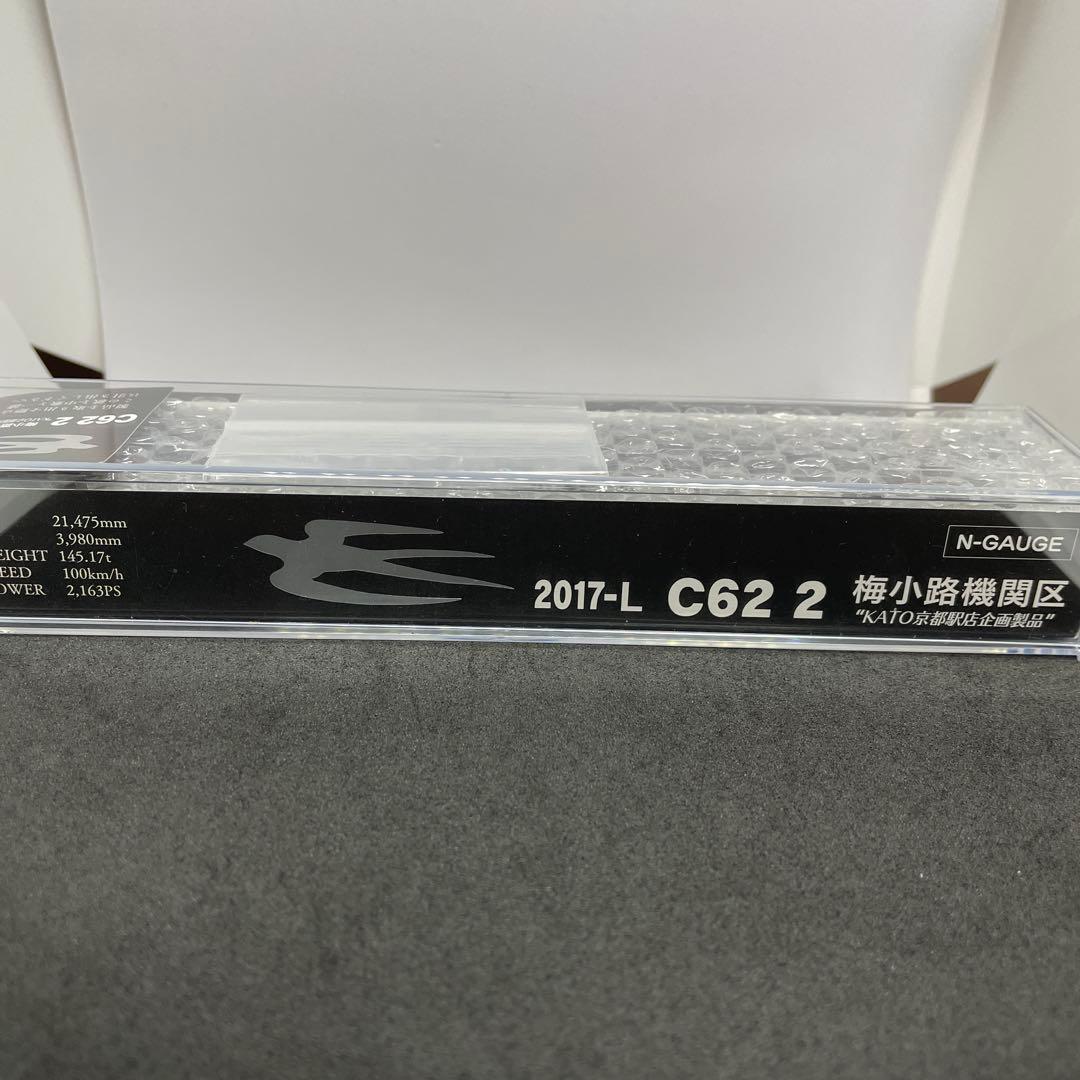 C62 2
21,475mm
3,980mm
EIGHT 145.17t
EED 100km/h
OWER 2,163PS
2017-L C62 2 梅小路機関区
"KATO京都駅店企画製品"
N-GAUGE